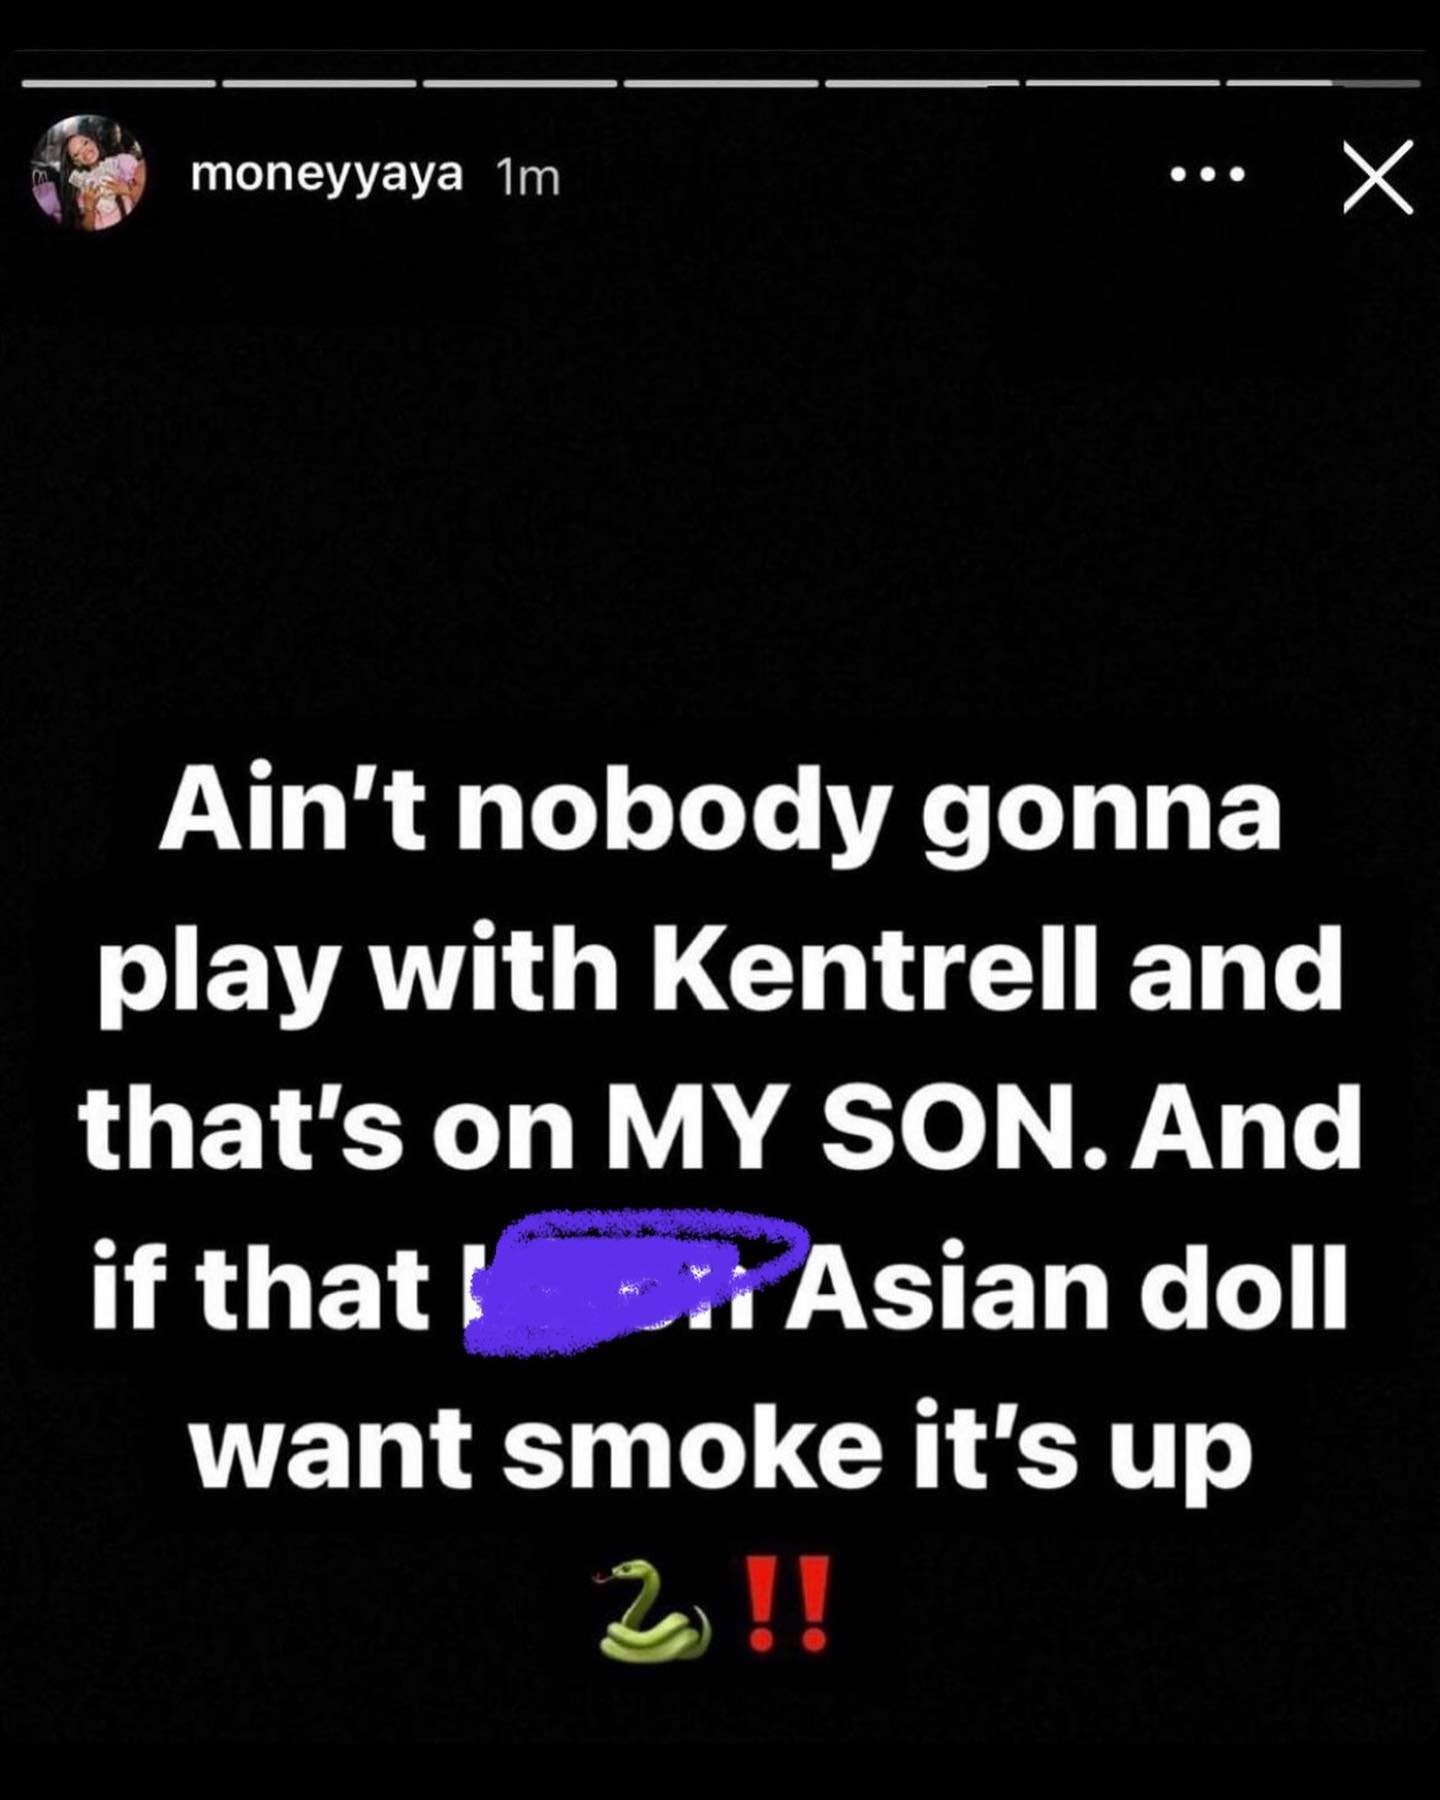 moneyyaya 1m
Ain't nobody gonna
play with Kentrell and
that's on MY SON. And
if that Asian doll
want smoke it's up
🐍‼️